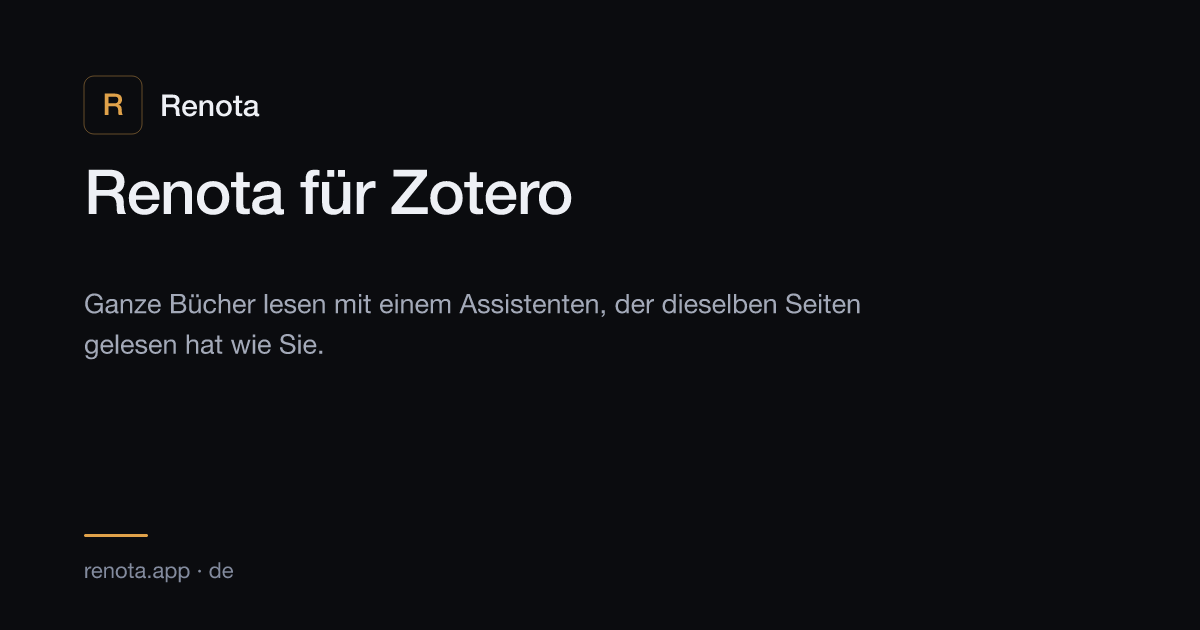 R
Renota
Renota für Zotero
Ganze Bücher lesen mit einem Assistenten, der dieselben Seiten
gelesen hat wie Sie.
renota.app · de